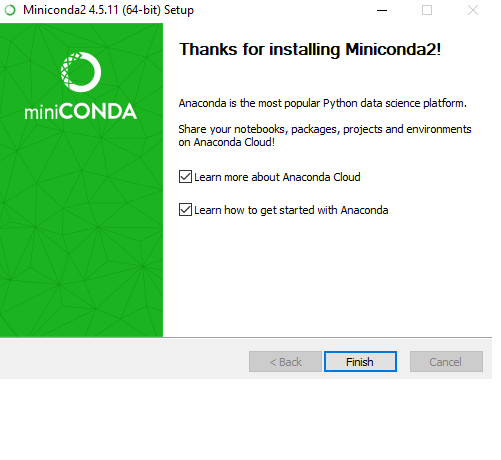 Miniconda2 4.5.11 (64-bit) Setup
Thanks for installing Miniconda2!
miniCONDA
Anaconda is the most popular Python data science platform.
Share your notebooks, packages, projects and environments
on Anaconda Cloud!
Learn more about Anaconda Cloud
Learn how to get started with Anaconda
< Back
Finish
Cancel